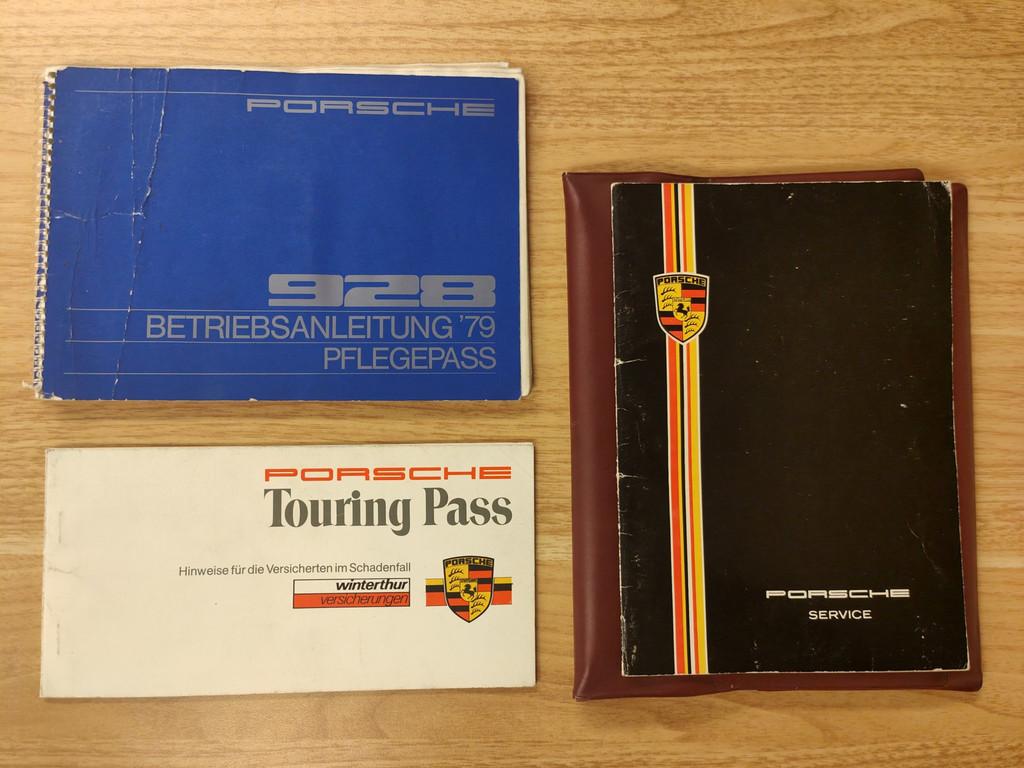 PORSCHE
928
BETRIEBSANLEITUNG '79
PFLEGEPASS
PORSCHE
Touring Pass
Hinweise für die Versicherten im Schadenfall
winterthur
versicherungen
PORSCHE
PORSCHE
PORSCHE
SERVICE